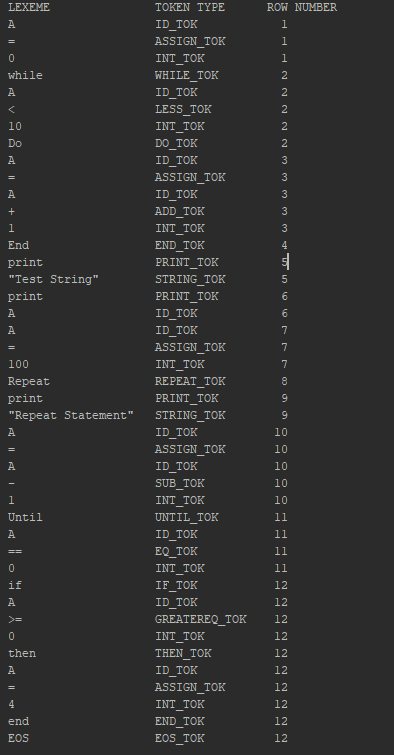 LEXEME TOKEN TYPE ROW NUMBER
A ID_TOK 1
= ASSIGN_TOK 1
0 INT_TOK 1
while WHILE_TOK 2
A ID_TOK 2
< LESS_TOK 2
10 INT_TOK 2
Do DO_TOK 2
A ID_TOK 3
= ASSIGN_TOK 3
A ID_TOK 3
+ ADD_TOK 3
1 INT_TOK 3
End END_TOK 4
print PRINT_TOK 5
"Test String" STRING_TOK 5
print PRINT_TOK 6
A ID_TOK 6
A ID_TOK 7
= ASSIGN_TOK 7
100 INT_TOK 7
Repeat REPEAT_TOK 8
print PRINT_TOK 9
"Repeat Statement" STRING_TOK 9
A ID_TOK 10
= ASSIGN_TOK 10
A ID_TOK 10
- SUB_TOK 10
1 INT_TOK 10
Until UNTIL_TOK 11
A ID_TOK 11
== EQ_TOK 11
0 INT_TOK 11
if IF_TOK 12
A ID_TOK 12
>= GREATEREQ_TOK 12
0 INT_TOK 12
then THEN_TOK 12
A ID_TOK 12
= ASSIGN_TOK 12
4 INT_TOK 12
end END_TOK 12
EOS EOS_TOK 12